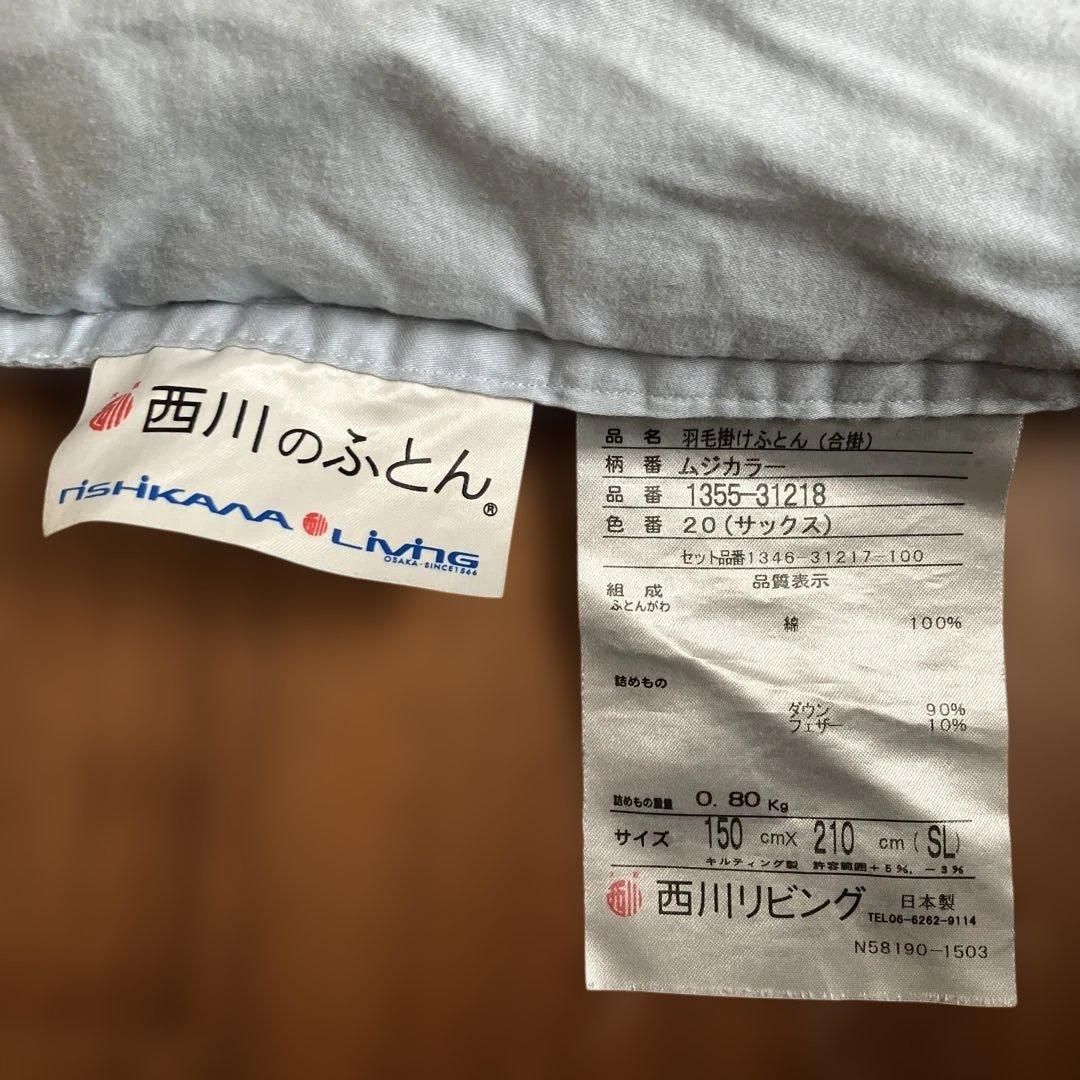 西川のふとん®
nishikawa Living
OSAKA・SINCE1566
品 名 羽毛掛けふとん(合掛)
柄 番 ムジカラー
品 番 1355-31218
色 番 20(サックス)
セット品番1346-31217-100
品質表示
組 成
ふとんがわ
綿 100%
詰めもの
ダウン 90%
フェザー 10%
詰めもの重量 0.80Kg
サイズ 150cmX210cm(SL)
キルティング製 許容範囲+5%,-3%
西川リビング 日本製
TEL06-6262-9114
N58190-1503